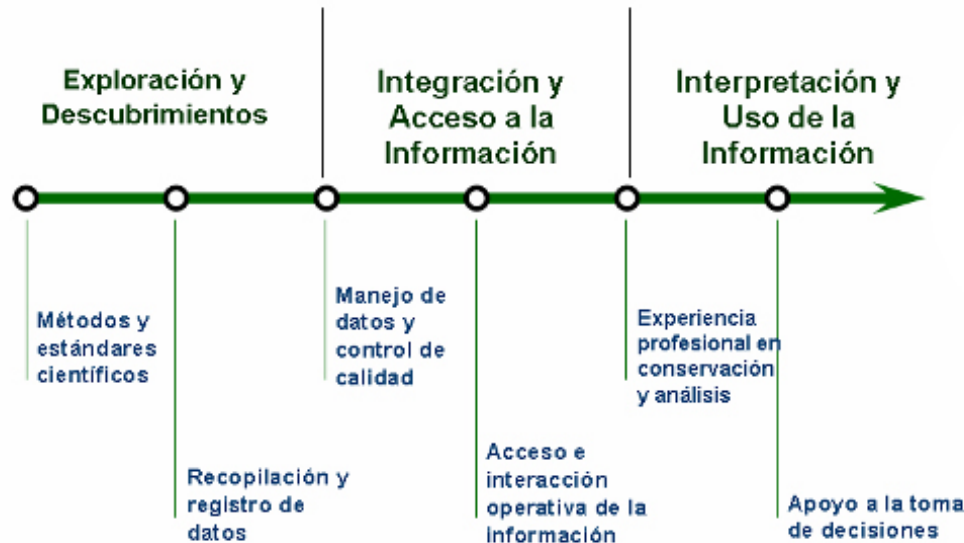 Exploración y
Descubrimientos
Integración y
Acceso a la
Información
Interpretación y
Uso de la
Información
Métodos y
estándares
científicos
Recopilación y
registro de
datos
Manejo de
datos y
control de
calidad
Acceso e
interacción
operativa de la
información
Experiencia
profesional en
conservación
y análisis
Apoyo a la toma
de decisiones